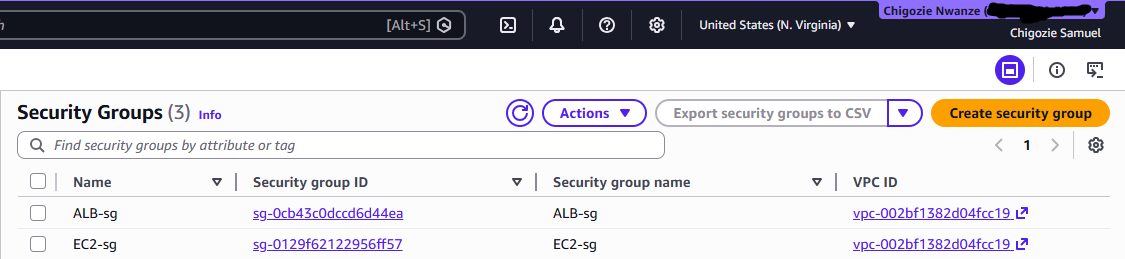 h [Alt+S] United States (N. Virginia) Chigozie Nwanze (
Chigozie Samuel
Security Groups (3) Info Actions Export security groups to CSV Create security group
Find security groups by attribute or tag 1
Name Security group ID Security group name VPC ID
ALB-sg sg-0cb43c0dccd6d44ea ALB-sg vpc-002bf1382d04fcc19
EC2-sg sg-0129f62122956ff57 EC2-sg vpc-002bf1382d04fcc19